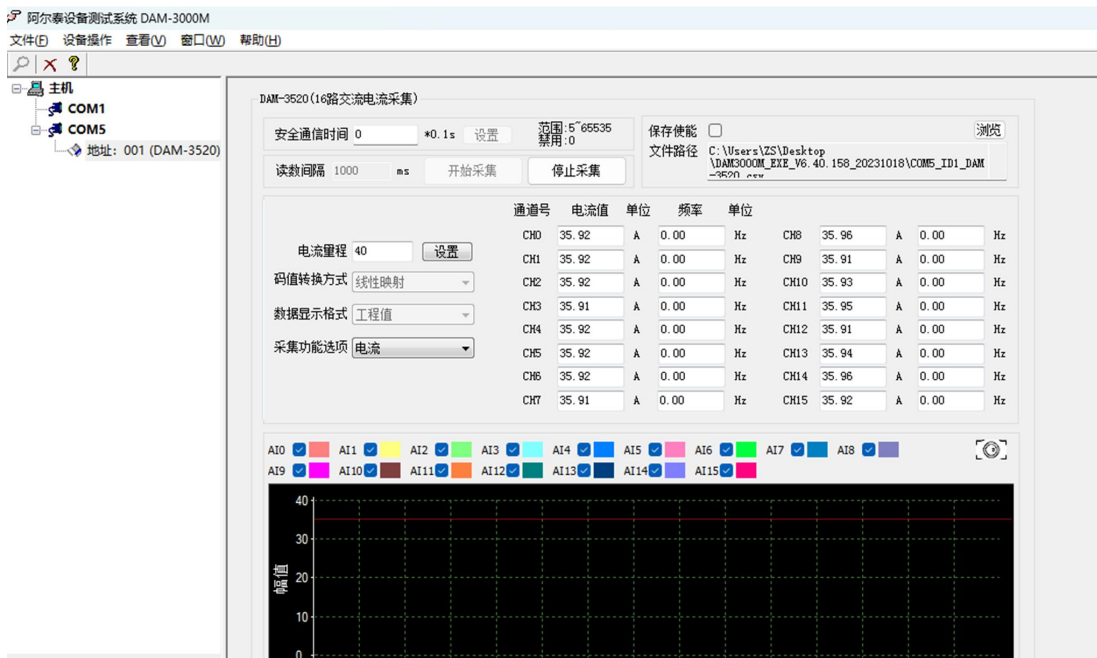 阿尔泰设备测试系统 DAM-3000M
文件(F) 设备操作 查看(V) 窗口(W) 帮助(H)
主机
COM1
COM5
地址：001 (DAM-3520)
DAM-3520(16路交流电流采集)
安全通信时间 0 *0.1s 设置 范围:5~65535
禁用:0
读数间隔 1000 ms 开始采集 停止采集
保存使能 浏览
文件路径 C:\Users\ZS\Desktop
\DAM3000M_EXE_V6.40.158_20231018\COM5_ID1_DAM
-3520.csv
电流量程 40 设置
码值转换方式 线性映射
数据显示格式 工程值
采集功能选项 电流
通道号 电流值 单位 频率 单位
CH0 35.92 A 0.00 Hz CH8 35.96 A 0.00 Hz
CH1 35.92 A 0.00 Hz CH9 35.91 A 0.00 Hz
CH2 35.92 A 0.00 Hz CH10 35.93 A 0.00 Hz
CH3 35.91 A 0.00 Hz CH11 35.95 A 0.00 Hz
CH4 35.92 A 0.00 Hz CH12 35.91 A 0.00 Hz
CH5 35.92 A 0.00 Hz CH13 35.94 A 0.00 Hz
CH6 35.92 A 0.00 Hz CH14 35.96 A 0.00 Hz
CH7 35.91 A 0.00 Hz CH15 35.92 A 0.00 Hz
AI0 AI1 AI2 AI3 AI4 AI5 AI6 AI7 AI8
AI9 AI10 AI11 AI12 AI13 AI14 AI15
40
30
幅值
20
10
0